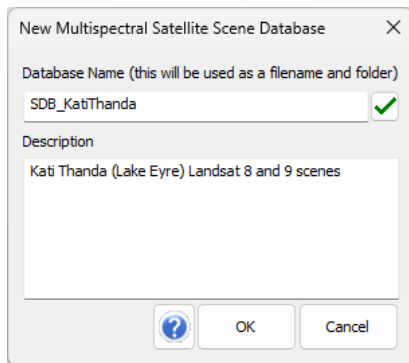 New Multispectral Satellite Scene Database
Database Name (this will be used as a filename and folder)
SDB_KatiThanda
Description
Kati Thanda (Lake Eyre) Landsat 8 and 9 scenes
? OK Cancel